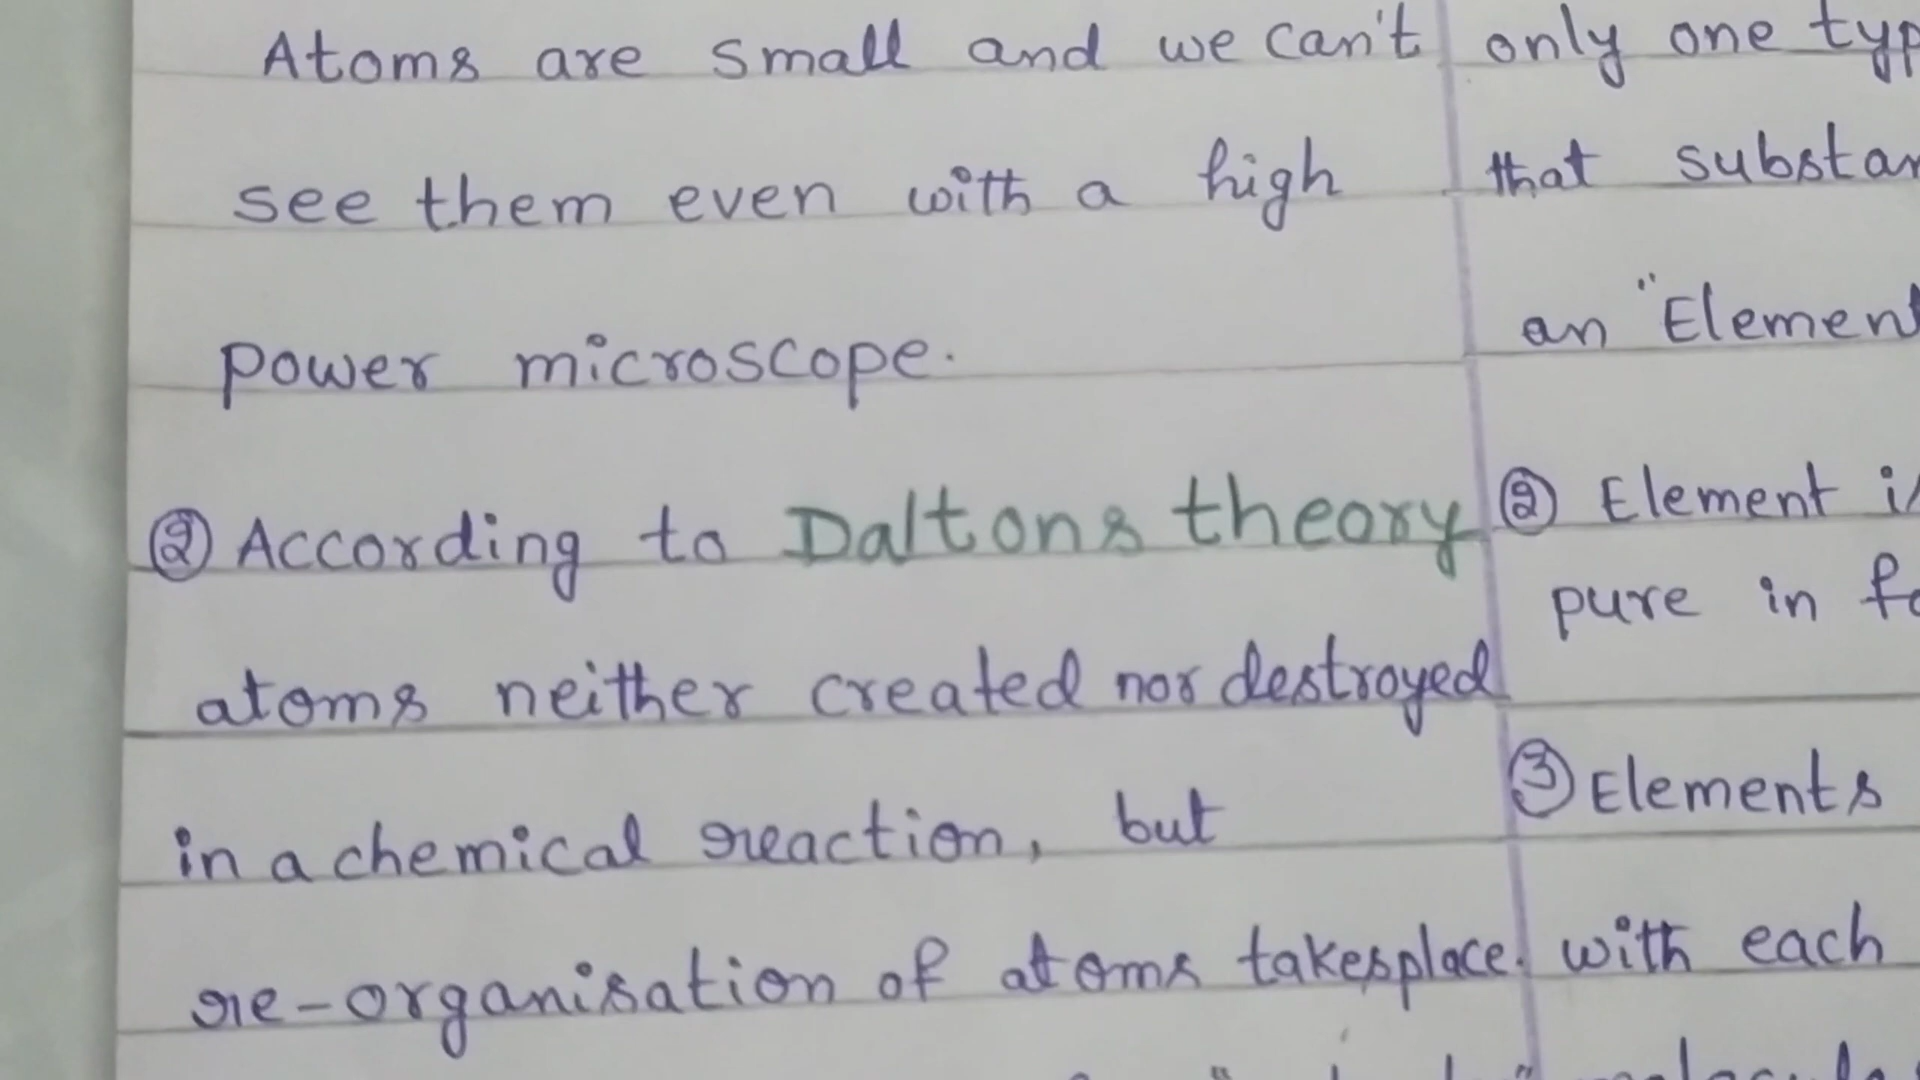 Atoms are small and we can't
see them even with a high
power microscope.
② According to Daltons theory
atoms neither created nor destroyed
in a chemical reaction, but
re-organisation of atoms takesplace.
only one
that
an "Element
② Element
pure in
③ Elements
with each